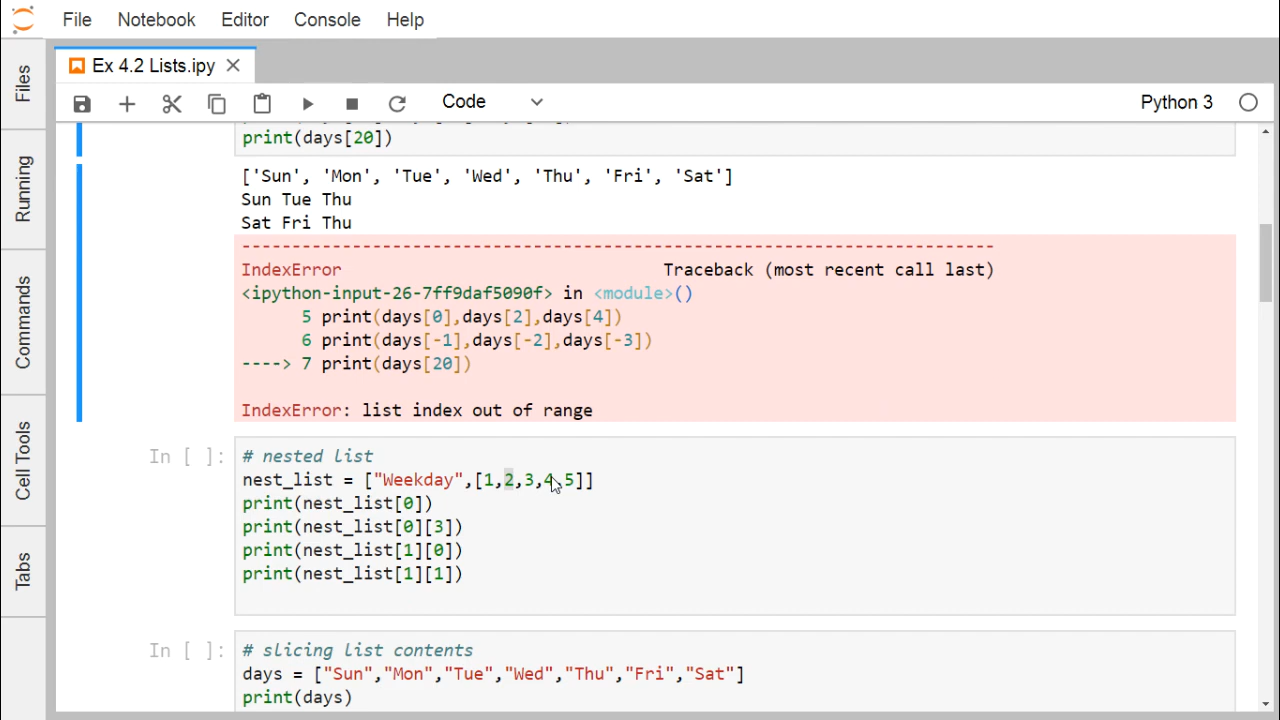 File Notebook Editor Console Help
Ex 4.2 Lists.ipy
Code
Python 3
Files
Running
Commands
Cell Tools
Tabs
print(days[20])
['Sun', 'Mon', 'Tue', 'Wed', 'Thu', 'Fri', 'Sat']
Sun Tue Thu
Sat Fri Thu
---------------------------------------------------------------------------
IndexError Traceback (most recent call last)
<ipython-input-26-7ff9daf5090f> in <module>()
5 print(days[0],days[2],days[4])
6 print(days[-1],days[-2],days[-3])
----> 7 print(days[20])
IndexError: list index out of range
In [ ]:
# nested list
nest_list = ["Weekday",[1,2,3,4,5]]
print(nest_list[0])
print(nest_list[0][3])
print(nest_list[1][0])
print(nest_list[1][1])
In [ ]:
# slicing list contents
days = ["Sun","Mon","Tue","Wed","Thu","Fri","Sat"]
print(days)